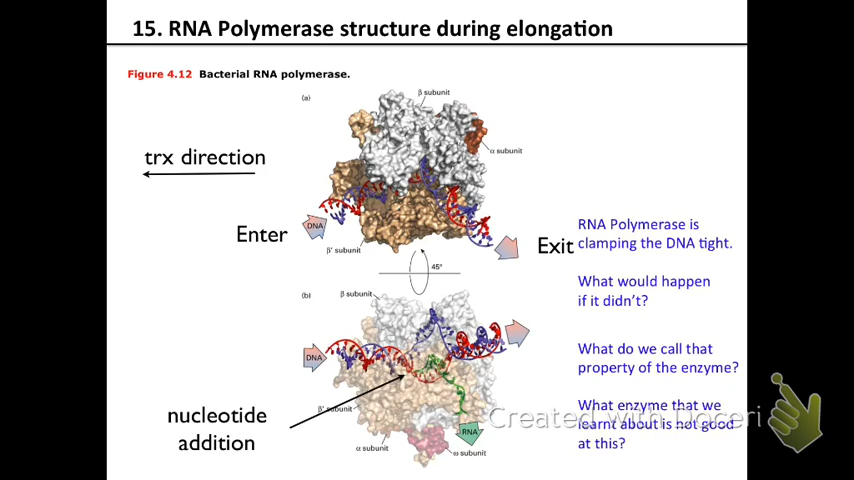 15. RNA Polymerase structure during elongation
Figure 4.12 Bacterial RNA polymerase.
(a)
β subunit
α subunit
trx direction
DNA
Enter
β′ subunit
Exit
RNA Polymerase is
clamping the DNA tight.
45°
What would happen
if it didn't?
(b)
β subunit
DNA
What do we call that
property of the enzyme?
β′ subunit
nucleotide
addition
What enzyme that we
learnt about is not good
at this?
Created with Doceri
RNA
α subunit
ω subunit